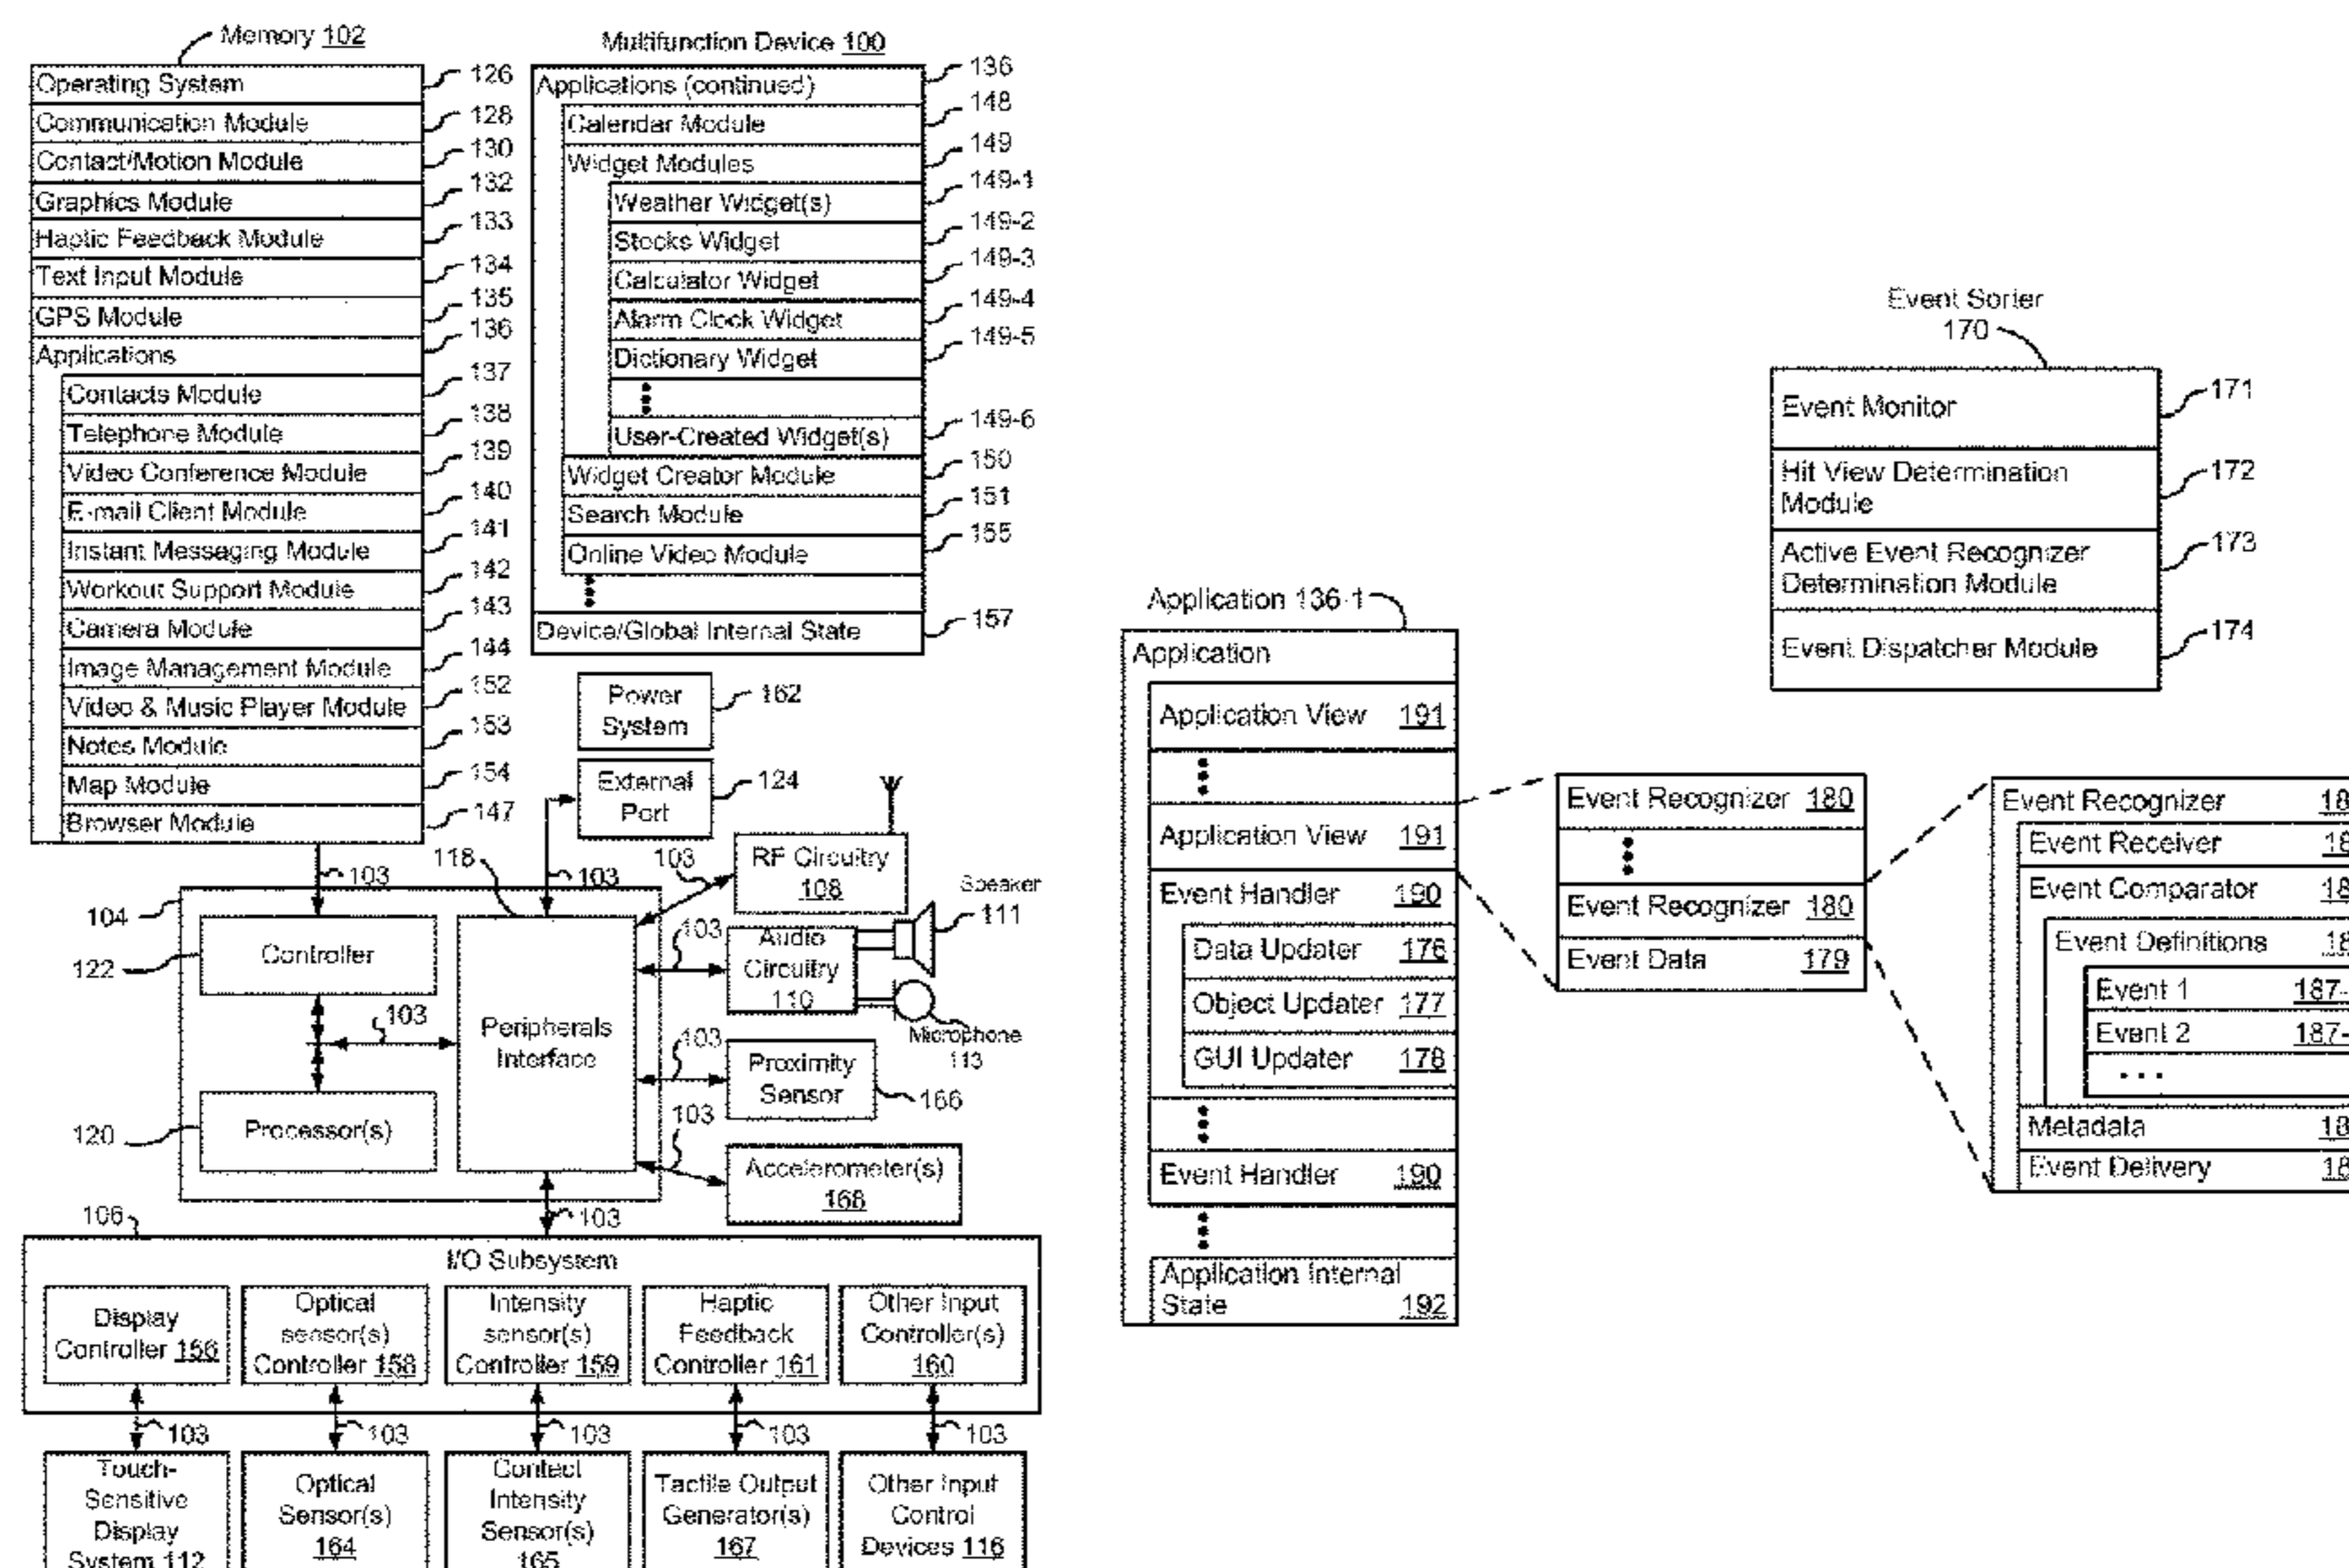 Memory 102
Operating System 126
Communication Module 128
Contact/Motion Module 130
Graphics Module 132
Haptic Feedback Module 133
Text Input Module 134
GPS Module 135
Applications 136
Contacts Module 137
Telephone Module 138
Video Conference Module 139
E-mail Client Module 140
Instant Messaging Module 141
Workout Support Module 142
Camera Module 143
Image Management Module 144
Video & Music Player Module 152
Notes Module 153
Map Module 154
Browser Module 147
Multifunction Device 100
Applications (continued) 136
Calendar Module 148
Widget Modules 149
Weather Widget(s) 149-1
Stocks Widget 149-2
Calculator Widget 149-3
Alarm Clock Widget 149-4
Dictionary Widget 149-5
User-Created Widget(s) 149-6
Widget Creator Module 150
Search Module 151
Online Video Module 155
Device/Global Internal State 157
Power
System
162
External
Port
124
103
118
103
103
RF Circuitry
108
Speaker
111
104
Controller
122
103
Audio
Circuitry
110
Microphone
113
103
Peripherals
Interface
103
Proximity
Sensor
166
Processor(s)
120
103
Accelerometer(s)
168
103
106
I/O Subsystem
Display
Controller 156
Optical
sensor(s)
Controller 158
Intensity
sensor(s)
Controller 159
Haptic
Feedback
Controller 161
Other Input
Controller(s)
160
103
103
103
103
103
Touch-
Sensitive
Display
System 112
Optical
Sensor(s)
164
Contact
Intensity
Sensor(s)
165
Tactile Output
Generator(s)
167
Other Input
Control
Devices 116
Application 136-1
Application
Application View 191
Application View 191
Event Handler 190
Data Updater 176
Object Updater 177
GUI Updater 178
Event Handler 190
Application Internal
State 192
Event Sorter
170
Event Monitor 171
Hit View Determination
Module
172
Active Event Recognizer
Determination Module
173
Event Dispatcher Module 174
Event Recognizer 180
Event Recognizer 180
Event Data 179
Event Recognizer
Event Receiver
Event Comparator
Event Definitions
Event 1 187-
Event 2 187-
...
Metadata
Event Delivery